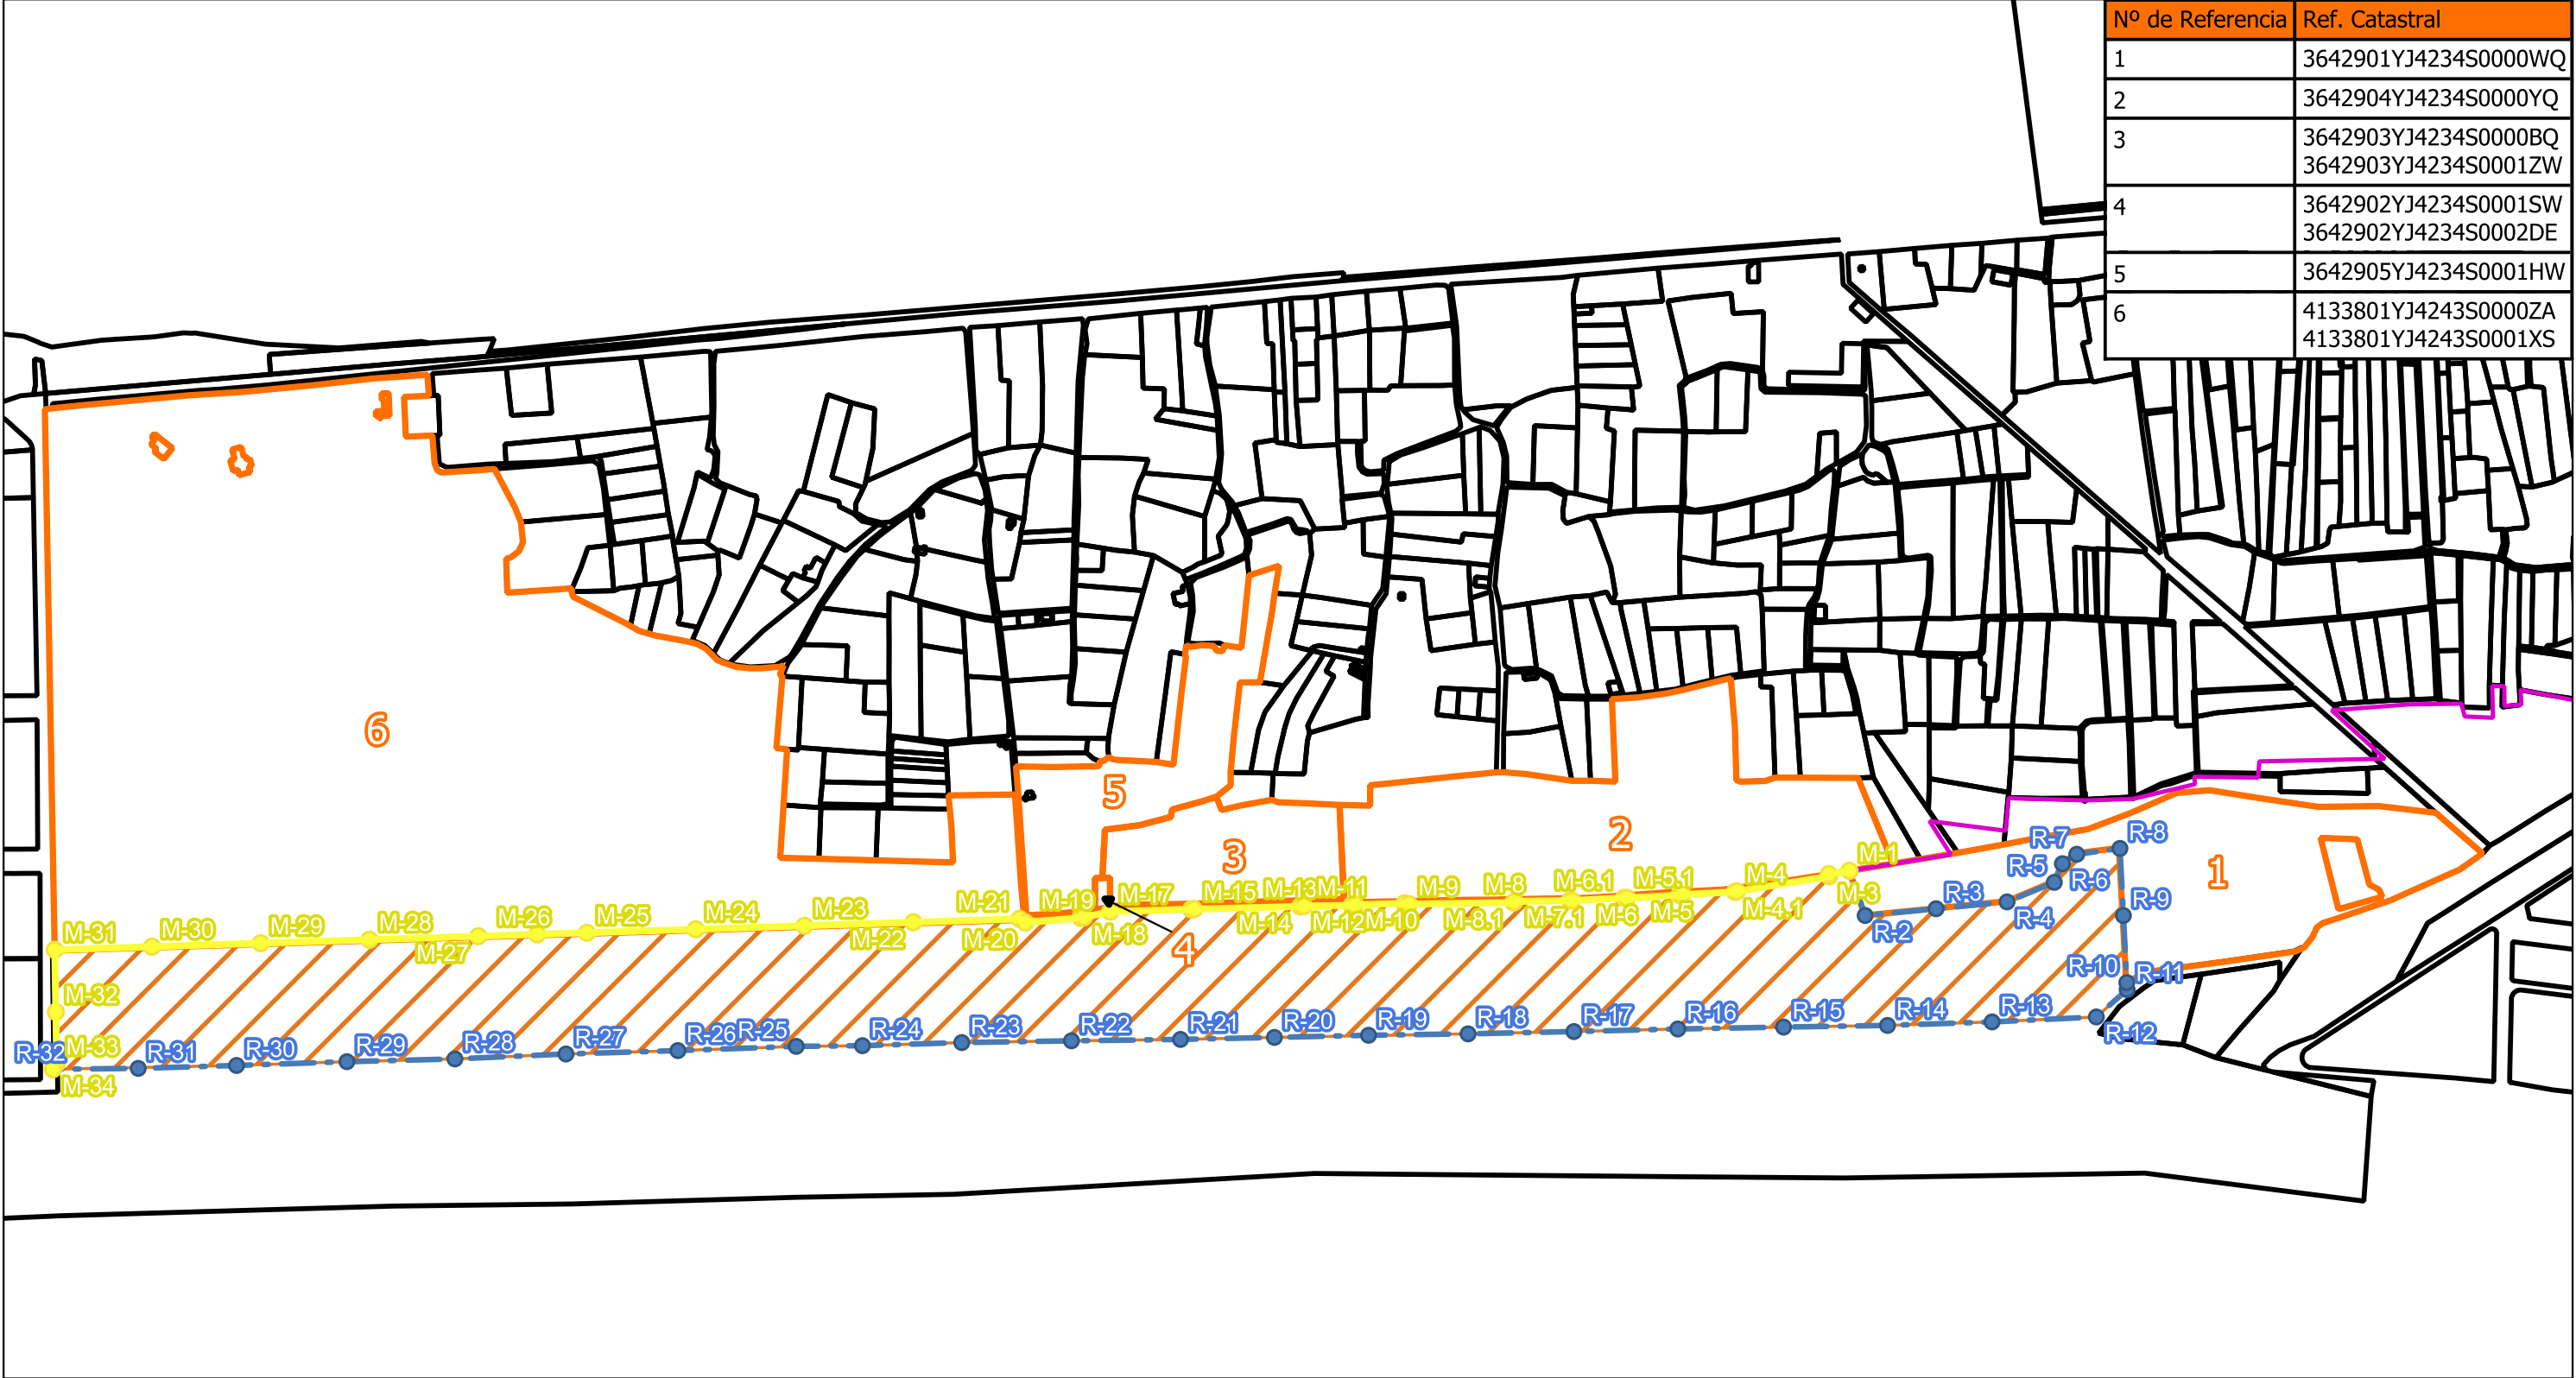 Nº de Referencia Ref. Catastral
1 3642901YJ4234S0000WQ
2 3642904YJ4234S0000YQ
3 3642903YJ4234S0000BQ
3642903YJ4234S0001ZW
4 3642902YJ4234S0001SW
3642902YJ4234S0002DE
5 3642905YJ4234S0001HW
6 4133801YJ4243S0000ZA
4133801YJ4243S0001XS
6
5
3
2
1
4
M-31
M-30
M-29
M-28
M-27
M-26
M-25
M-24
M-23
M-22
M-21
M-20
M-19
M-18
M-17
M-15
M-14
M-13
M-12
M-11
M-10
M-9
M-8.1
M-8
M-7.1
M-6.1
M-6
M-5.1
M-5
M-4
M-4.1
M-3
M-1
M-32
M-33
M-34
R-2
R-3
R-4
R-5
R-6
R-7
R-8
R-9
R-10
R-11
R-12
R-13
R-14
R-15
R-16
R-17
R-18
R-19
R-20
R-21
R-22
R-23
R-24
R-25
R-26
R-27
R-28
R-29
R-30
R-31
R-32